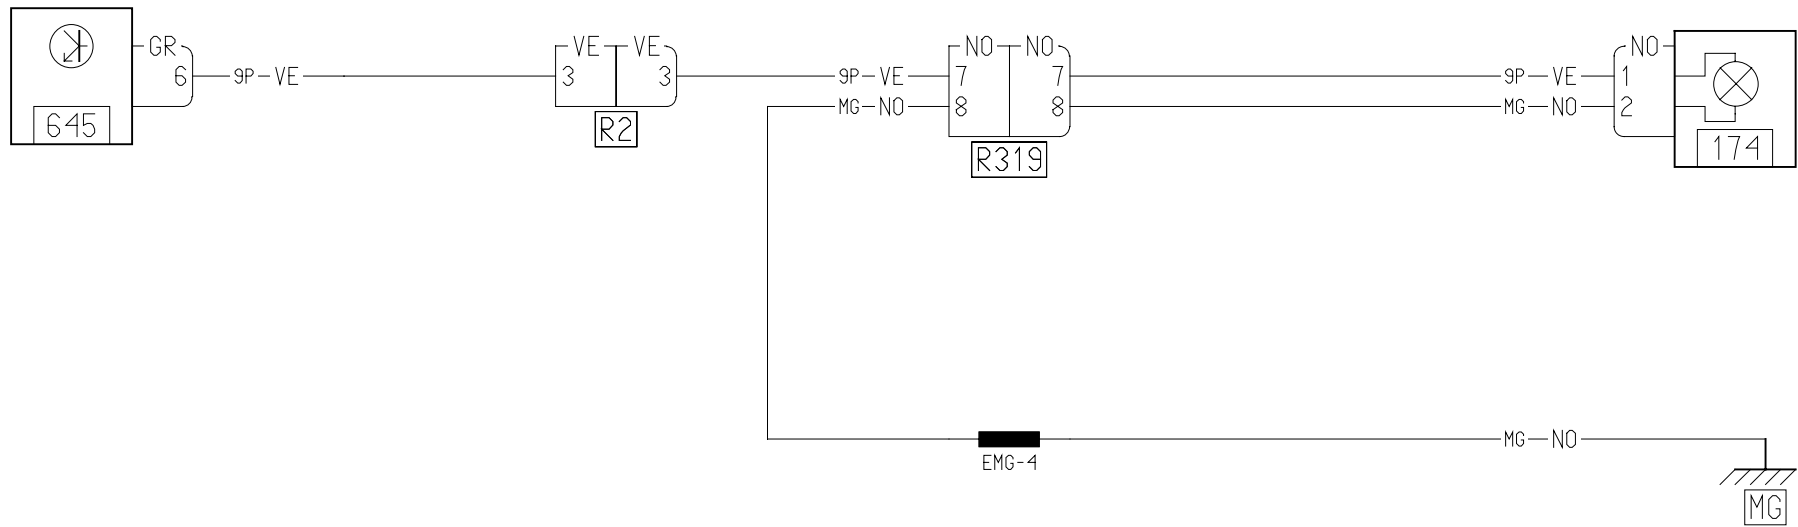 GR VE VE NO NO NO
6 9P VE 3 3 9P VE 7 7 9P VE 1
MG NO 8 8 MG NO 2
645 R2 R319 174
MG NO
EMG-4
MG